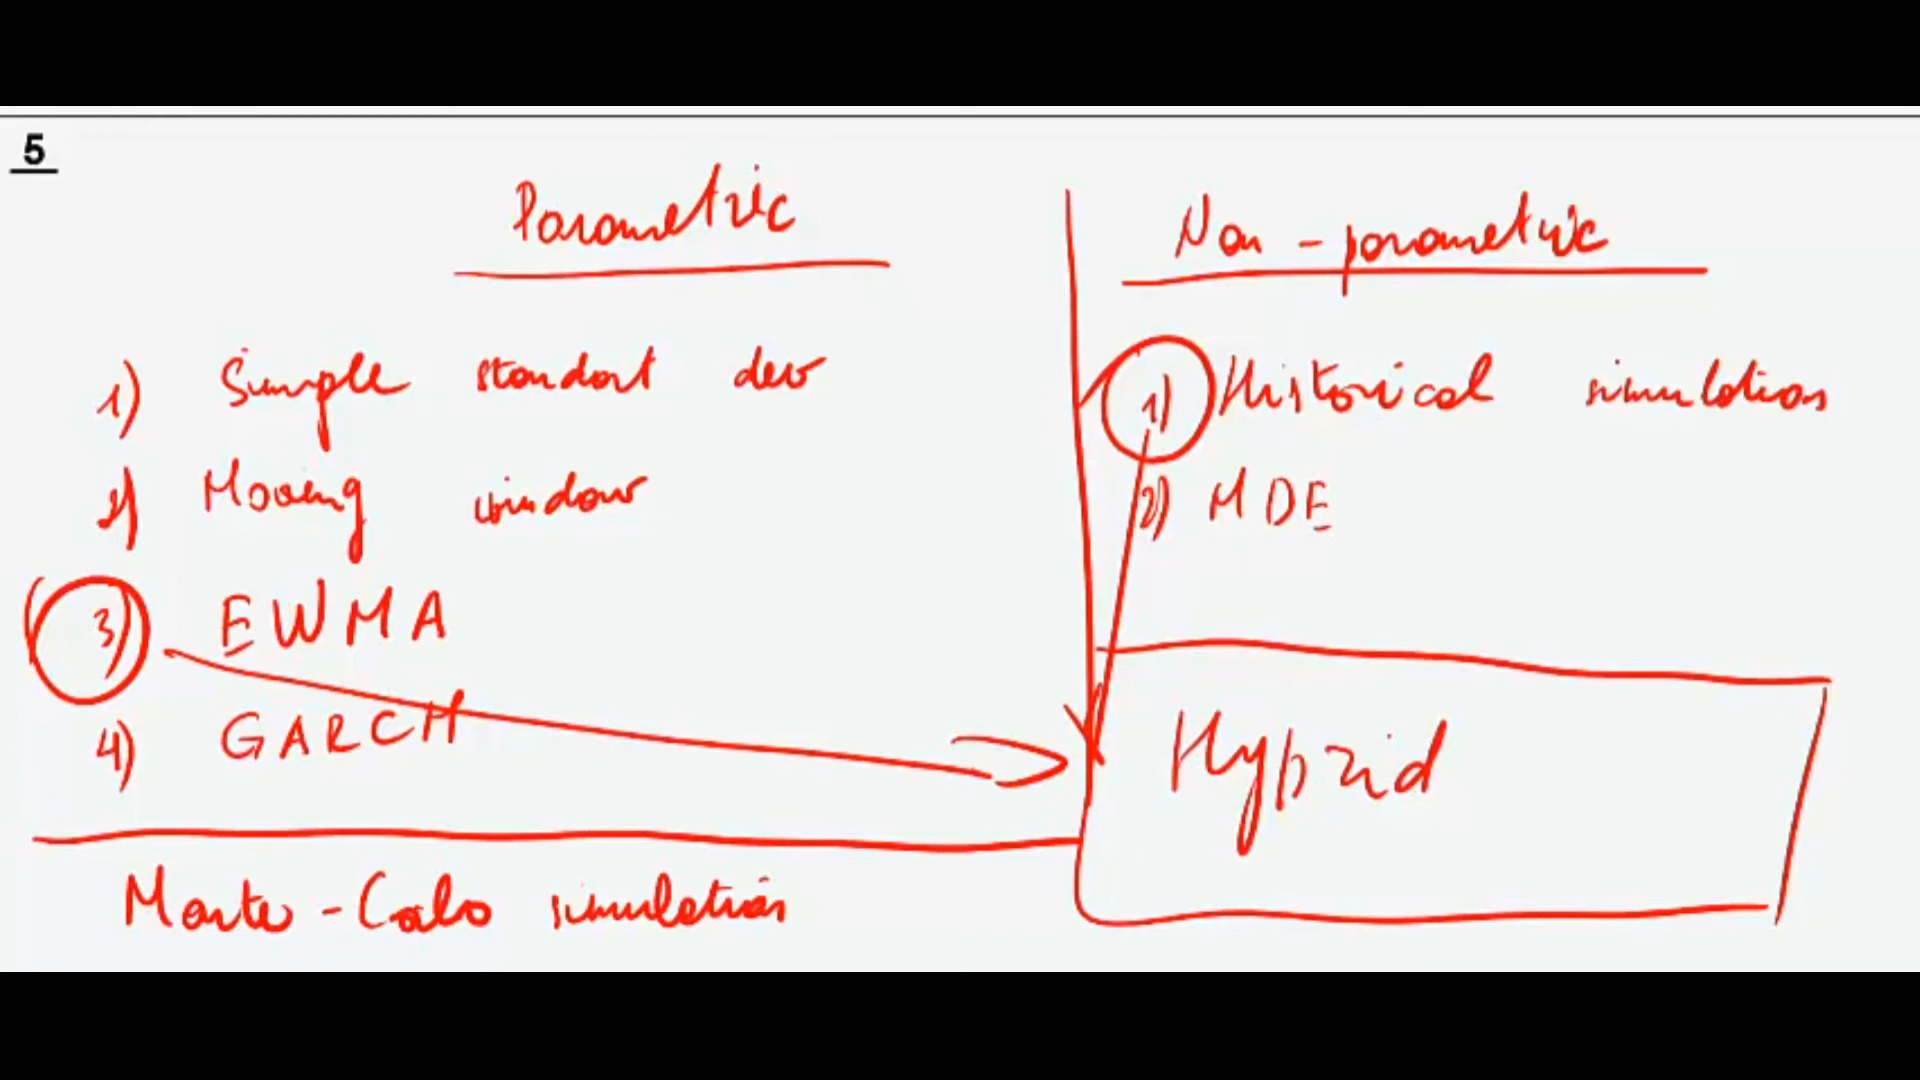 5
Parametric
1) Simple standard dev
2) Moving window
3) EWMA
4) GARCH
Monte-Carlo simulation
Non-parametric
1) Historical simulation
2) MDE
Hybrid